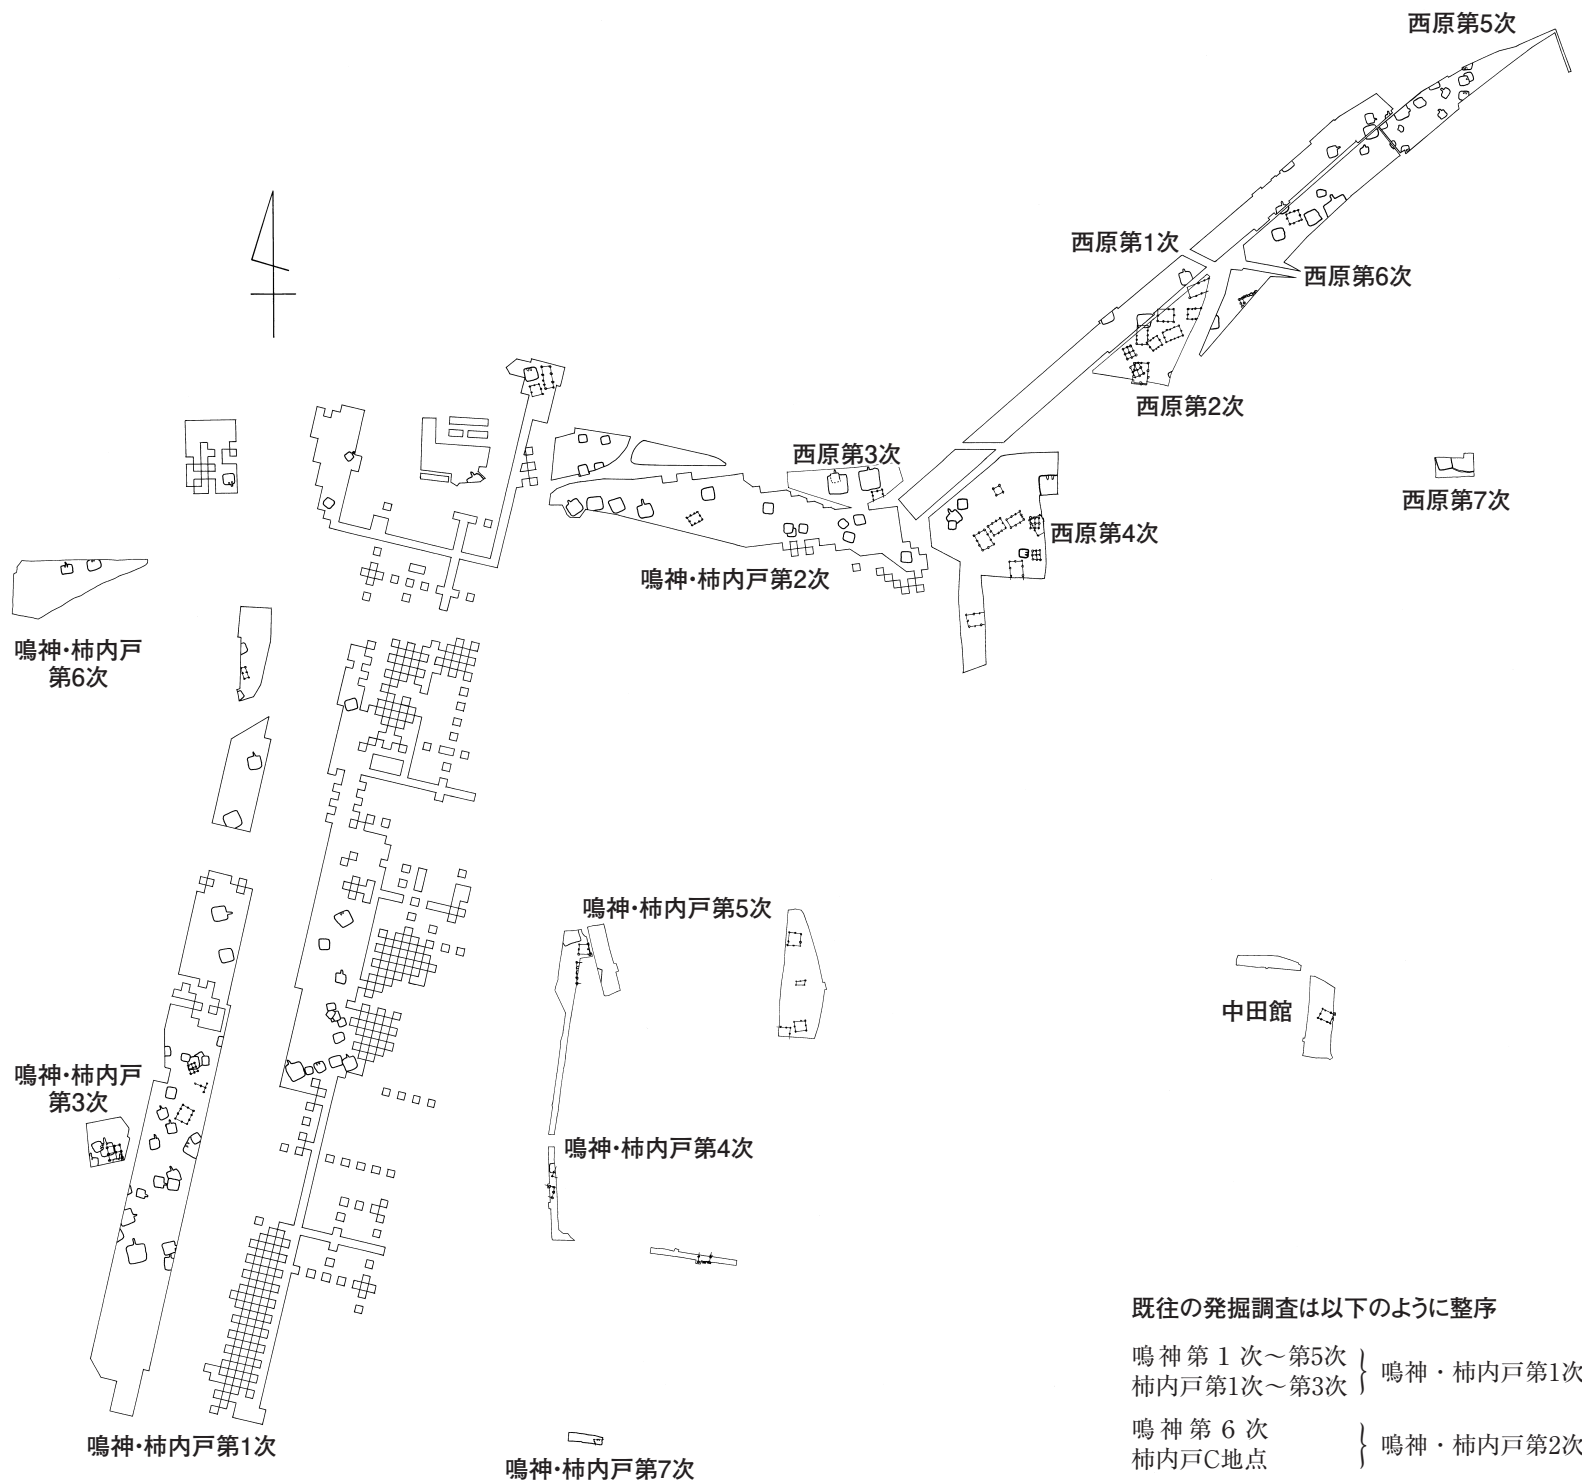 西原第5次
西原第1次
西原第6次
西原第2次
西原第3次
西原第7次
西原第4次
鳴神・柿内戸第2次
鳴神・柿内戸
第6次
鳴神・柿内戸第5次
中田館
鳴神・柿内戸
第3次
鳴神・柿内戸第4次
既往の発掘調査は以下のように整序
鳴神第1次〜第5次
柿内戸第1次〜第3次
} 鳴神・柿内戸第1次
鳴神第6次
柿内戸C地点
} 鳴神・柿内戸第2次
鳴神・柿内戸第1次
鳴神・柿内戸第7次